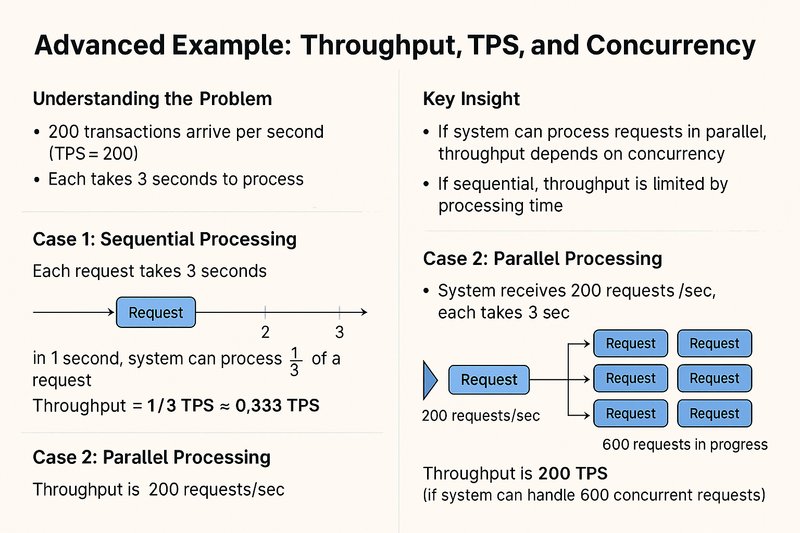 Advanced Example: Throughput, TPS, and Concurrency
Understanding the Problem
• 200 transactions arrive per second
(TPS = 200)
• Each takes 3 seconds to process
Case 1: Sequential Processing
Each request takes 3 seconds
Request
2
3
in 1 second, system can process 1/3 of a
request
Throughput = 1/3 TPS ≈ 0,333 TPS
Case 2: Parallel Processing
Throughput is 200 requests/sec
Key Insight
• If system can process requests in parallel,
throughput depends on concurrency
• If sequential, throughput is limited by
processing time
Case 2: Parallel Processing
• System receives 200 requests /sec,
each takes 3 sec
Request
200 requests/sec
Request Request
Request Request
Request Request
600 requests in progress
Throughput is 200 TPS
(if system can handle 600 concurrent requests)